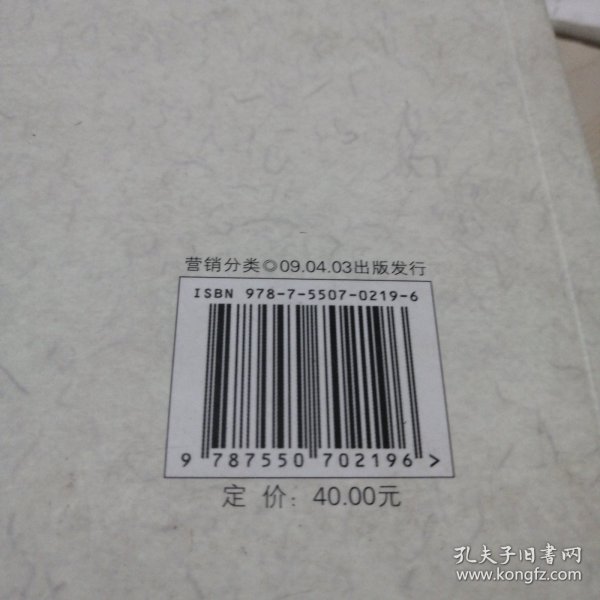 营销分类◎09.04.03出版发行
ISBN 978-7-5507-0219-6
9 787550 702196 >
定 价：40.00元
孔夫子旧书网
www.kongfz.com